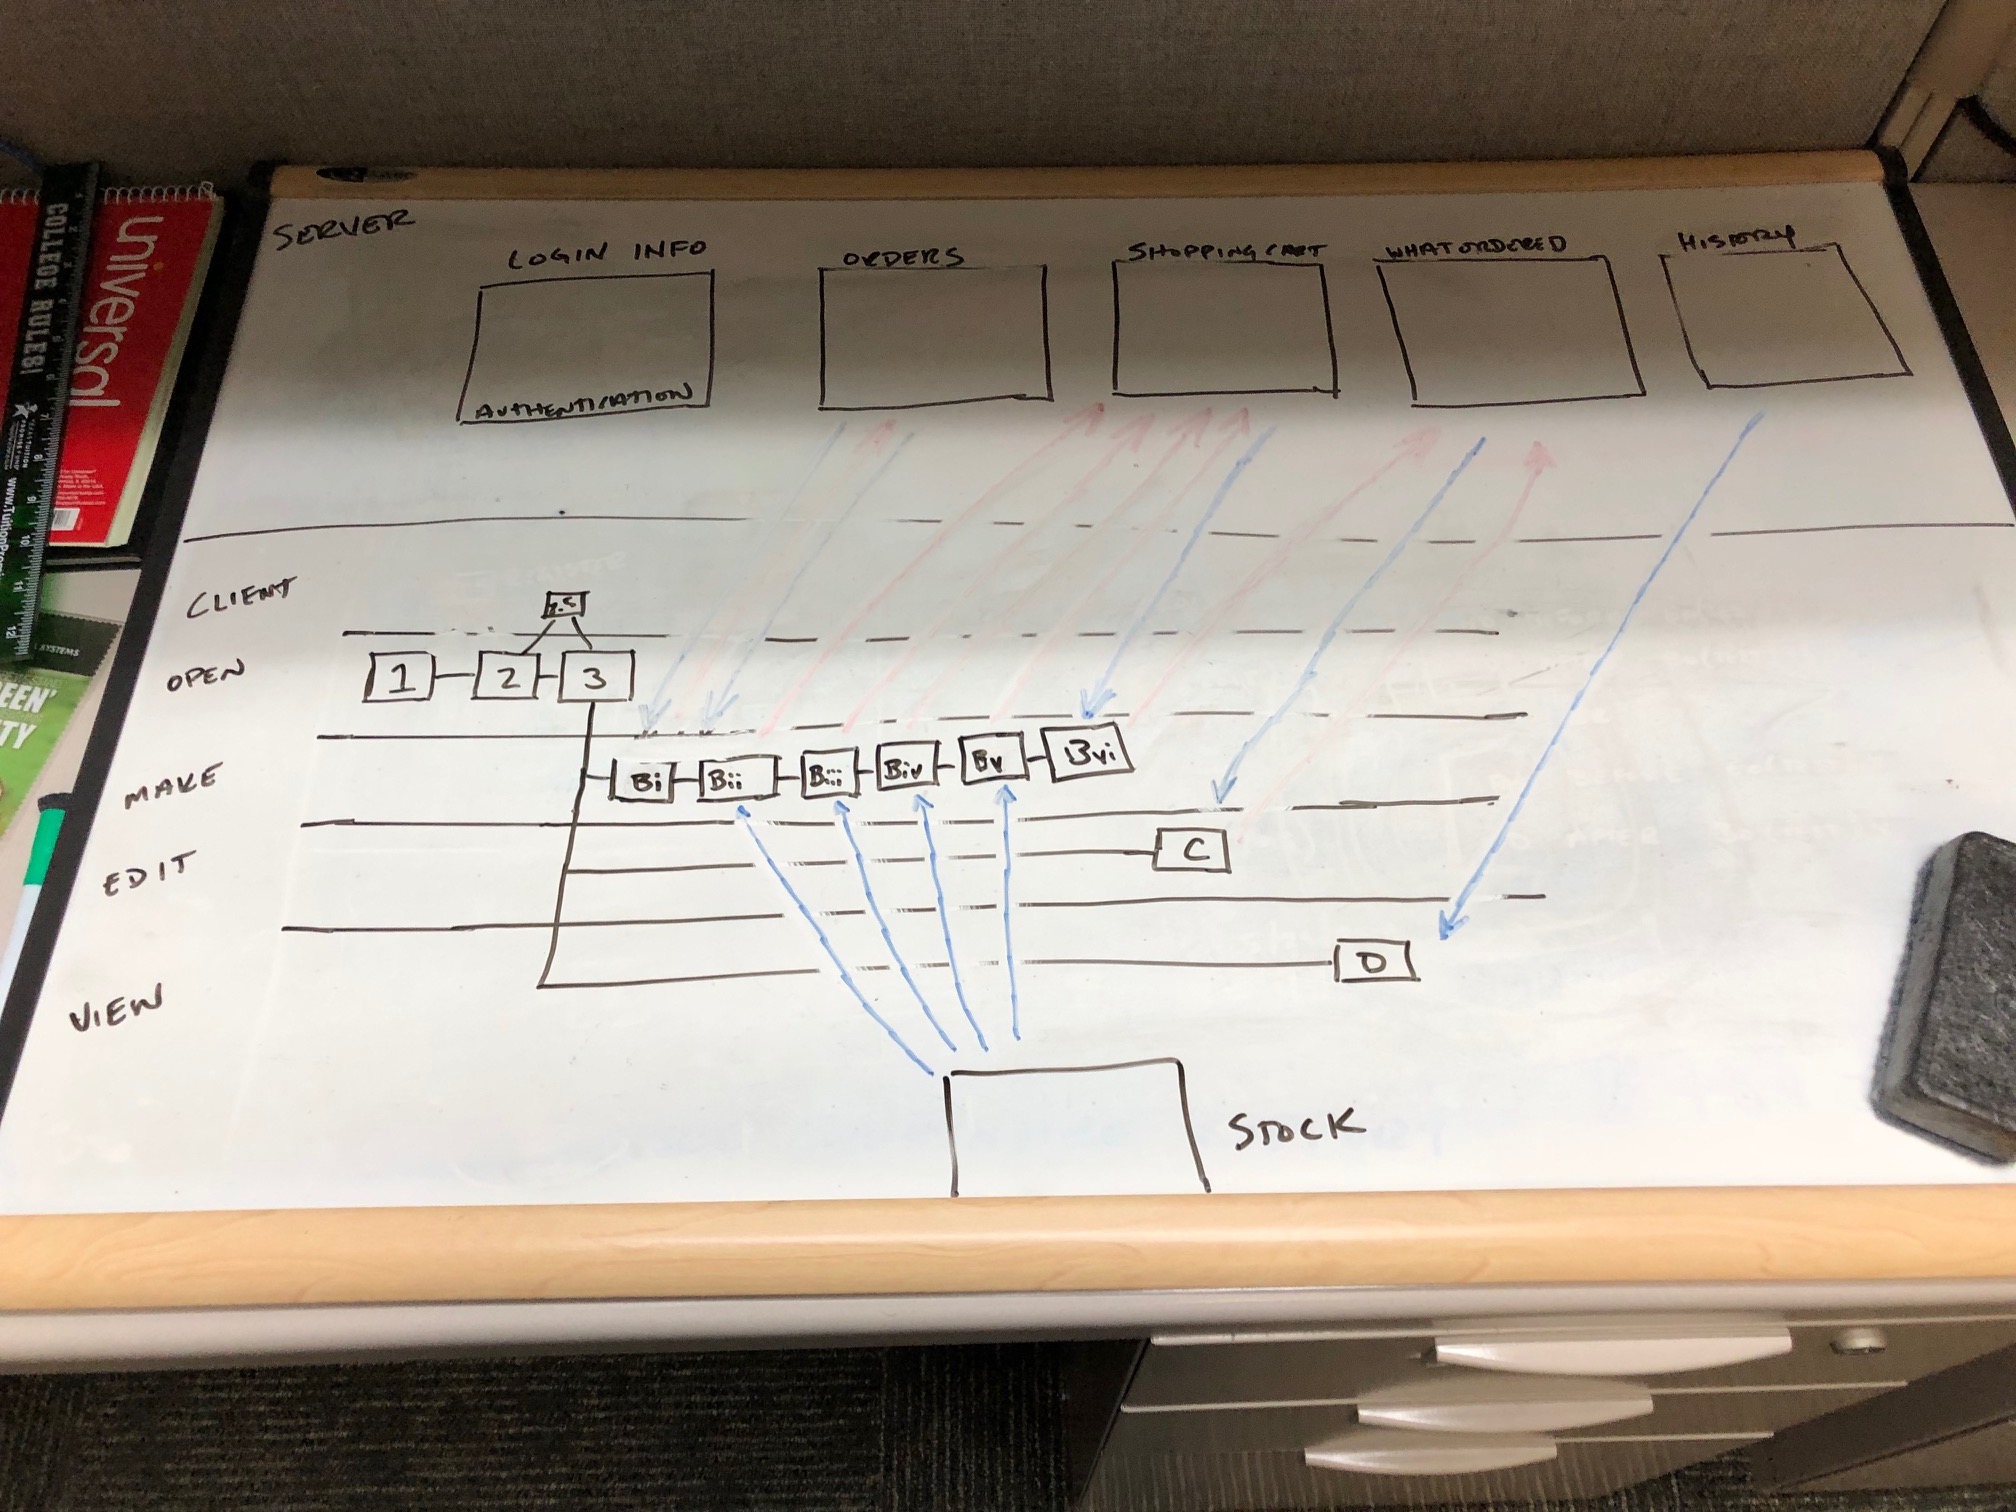 SERVER
LOGIN INFO
ORDERS
SHOPPING CART
WHAT ORDERED
HISTORY
AUTHENTICATION
CLIENT
OPEN
1
2
3
MAKE
Bi
Bii
Biii
Biv
Bv
Bvi
EDIT
C
VIEW
D
STOCK
universal
COLLEGE RULES!
SYSTEMS